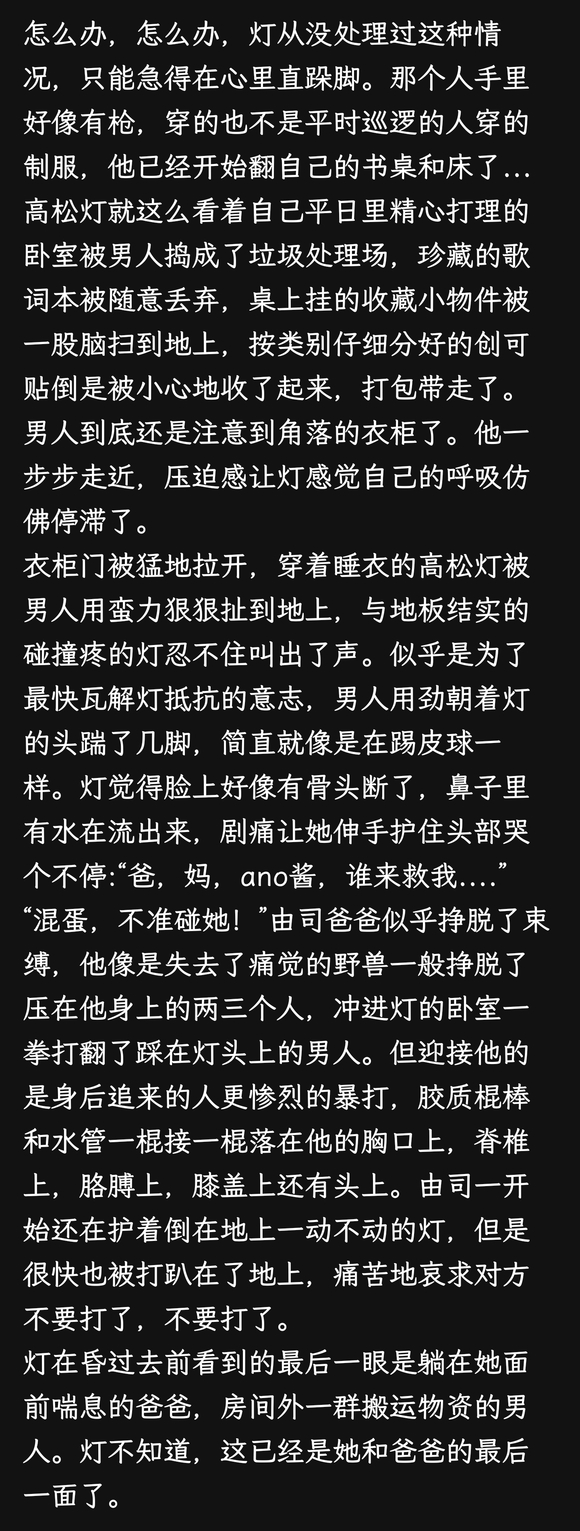 怎么办，怎么办，灯从没处理过这种情
况，只能急得在心里直跺脚。那个人手里
好像有枪，穿的也不是平时巡逻的人穿的
制服，他已经开始翻自己的书桌和床了…
高松灯就这么看着自己平日里精心打理的
卧室被男人捣成了垃圾处理场，珍藏的歌
词本被随意丢弃，桌上挂的收藏小物件被
一股脑扫到地上，按类别仔细分好的创可
贴倒是被小心地收了起来，打包带走了。
男人到底还是注意到角落的衣柜了。他一
步步走近，压迫感让灯感觉自己的呼吸仿
佛停滞了。
衣柜门被猛地拉开，穿着睡衣的高松灯被
男人用蛮力狠狠扯到地上，与地板结实的
碰撞疼的灯忍不住叫出了声。似乎是为了
最快瓦解灯抵抗的意志，男人用劲朝着灯
的头踹了几脚，简直就像是在踢皮球一
样。灯觉得脸上好像有骨头断了，鼻子里
有水在流出来，剧痛让她伸手护住头部哭
个不停:“爸，妈，ano酱，谁来救我....”
“混蛋，不准碰她！”由司爸爸似乎挣脱了束
缚，他像是失去了痛觉的野兽一般挣脱了
压在他身上的两三个人，冲进灯的卧室一
拳打翻了踩在灯头上的男人。但迎接他的
是身后追来的人更惨烈的暴打，胶质棍棒
和水管一棍接一棍落在他的胸口上，脊椎
上，胳膊上，膝盖上还有头上。由司一开
始还在护着倒在地上一动不动的灯，但是
很快也被打趴在了地上，痛苦地哀求对方
不要打了，不要打了。
灯在昏过去前看到的最后一眼是躺在她面
前喘息的爸爸，房间外一群搬运物资的男
人。灯不知道，这已经是她和爸爸的最后
一面了。